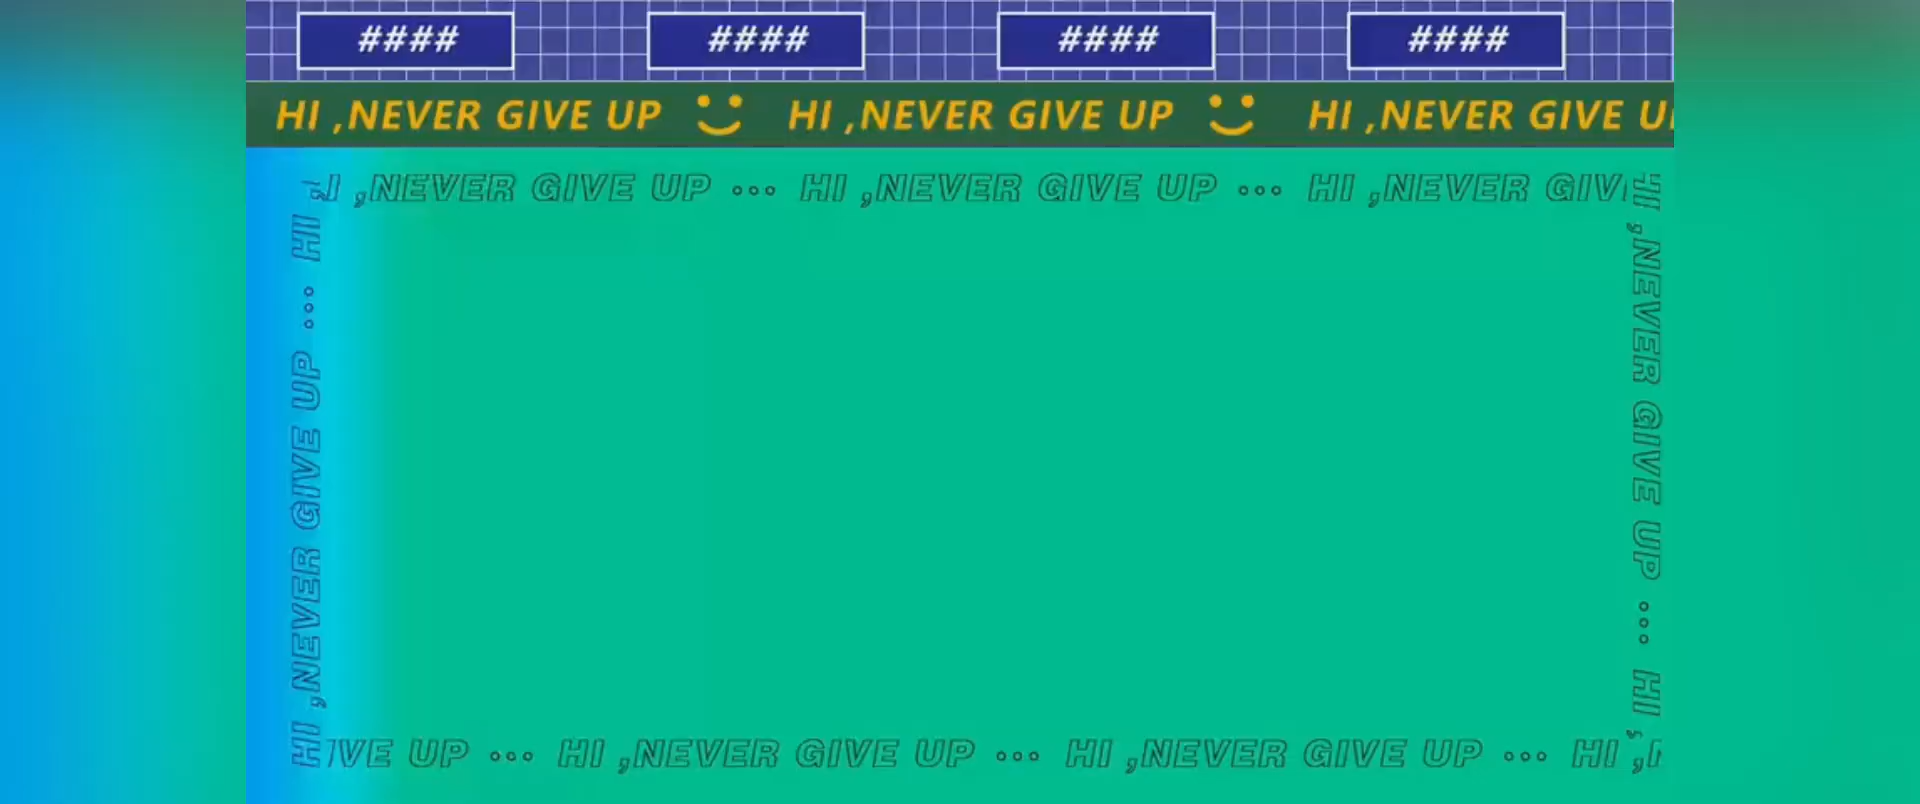 #### #### #### ####
HI ,NEVER GIVE UP HI ,NEVER GIVE UP HI ,NEVER GIVE U
,NEVER GIVE UP ••• HI ,NEVER GIVE UP ••• HI ,NEVER GIV
HI ,NEVER GIVE UP ••• HI ,
HI ,NEVER GIVE UP ••• HI ,
IVE UP ••• HI ,NEVER GIVE UP ••• HI ,NEVER GIVE UP ••• HI ,